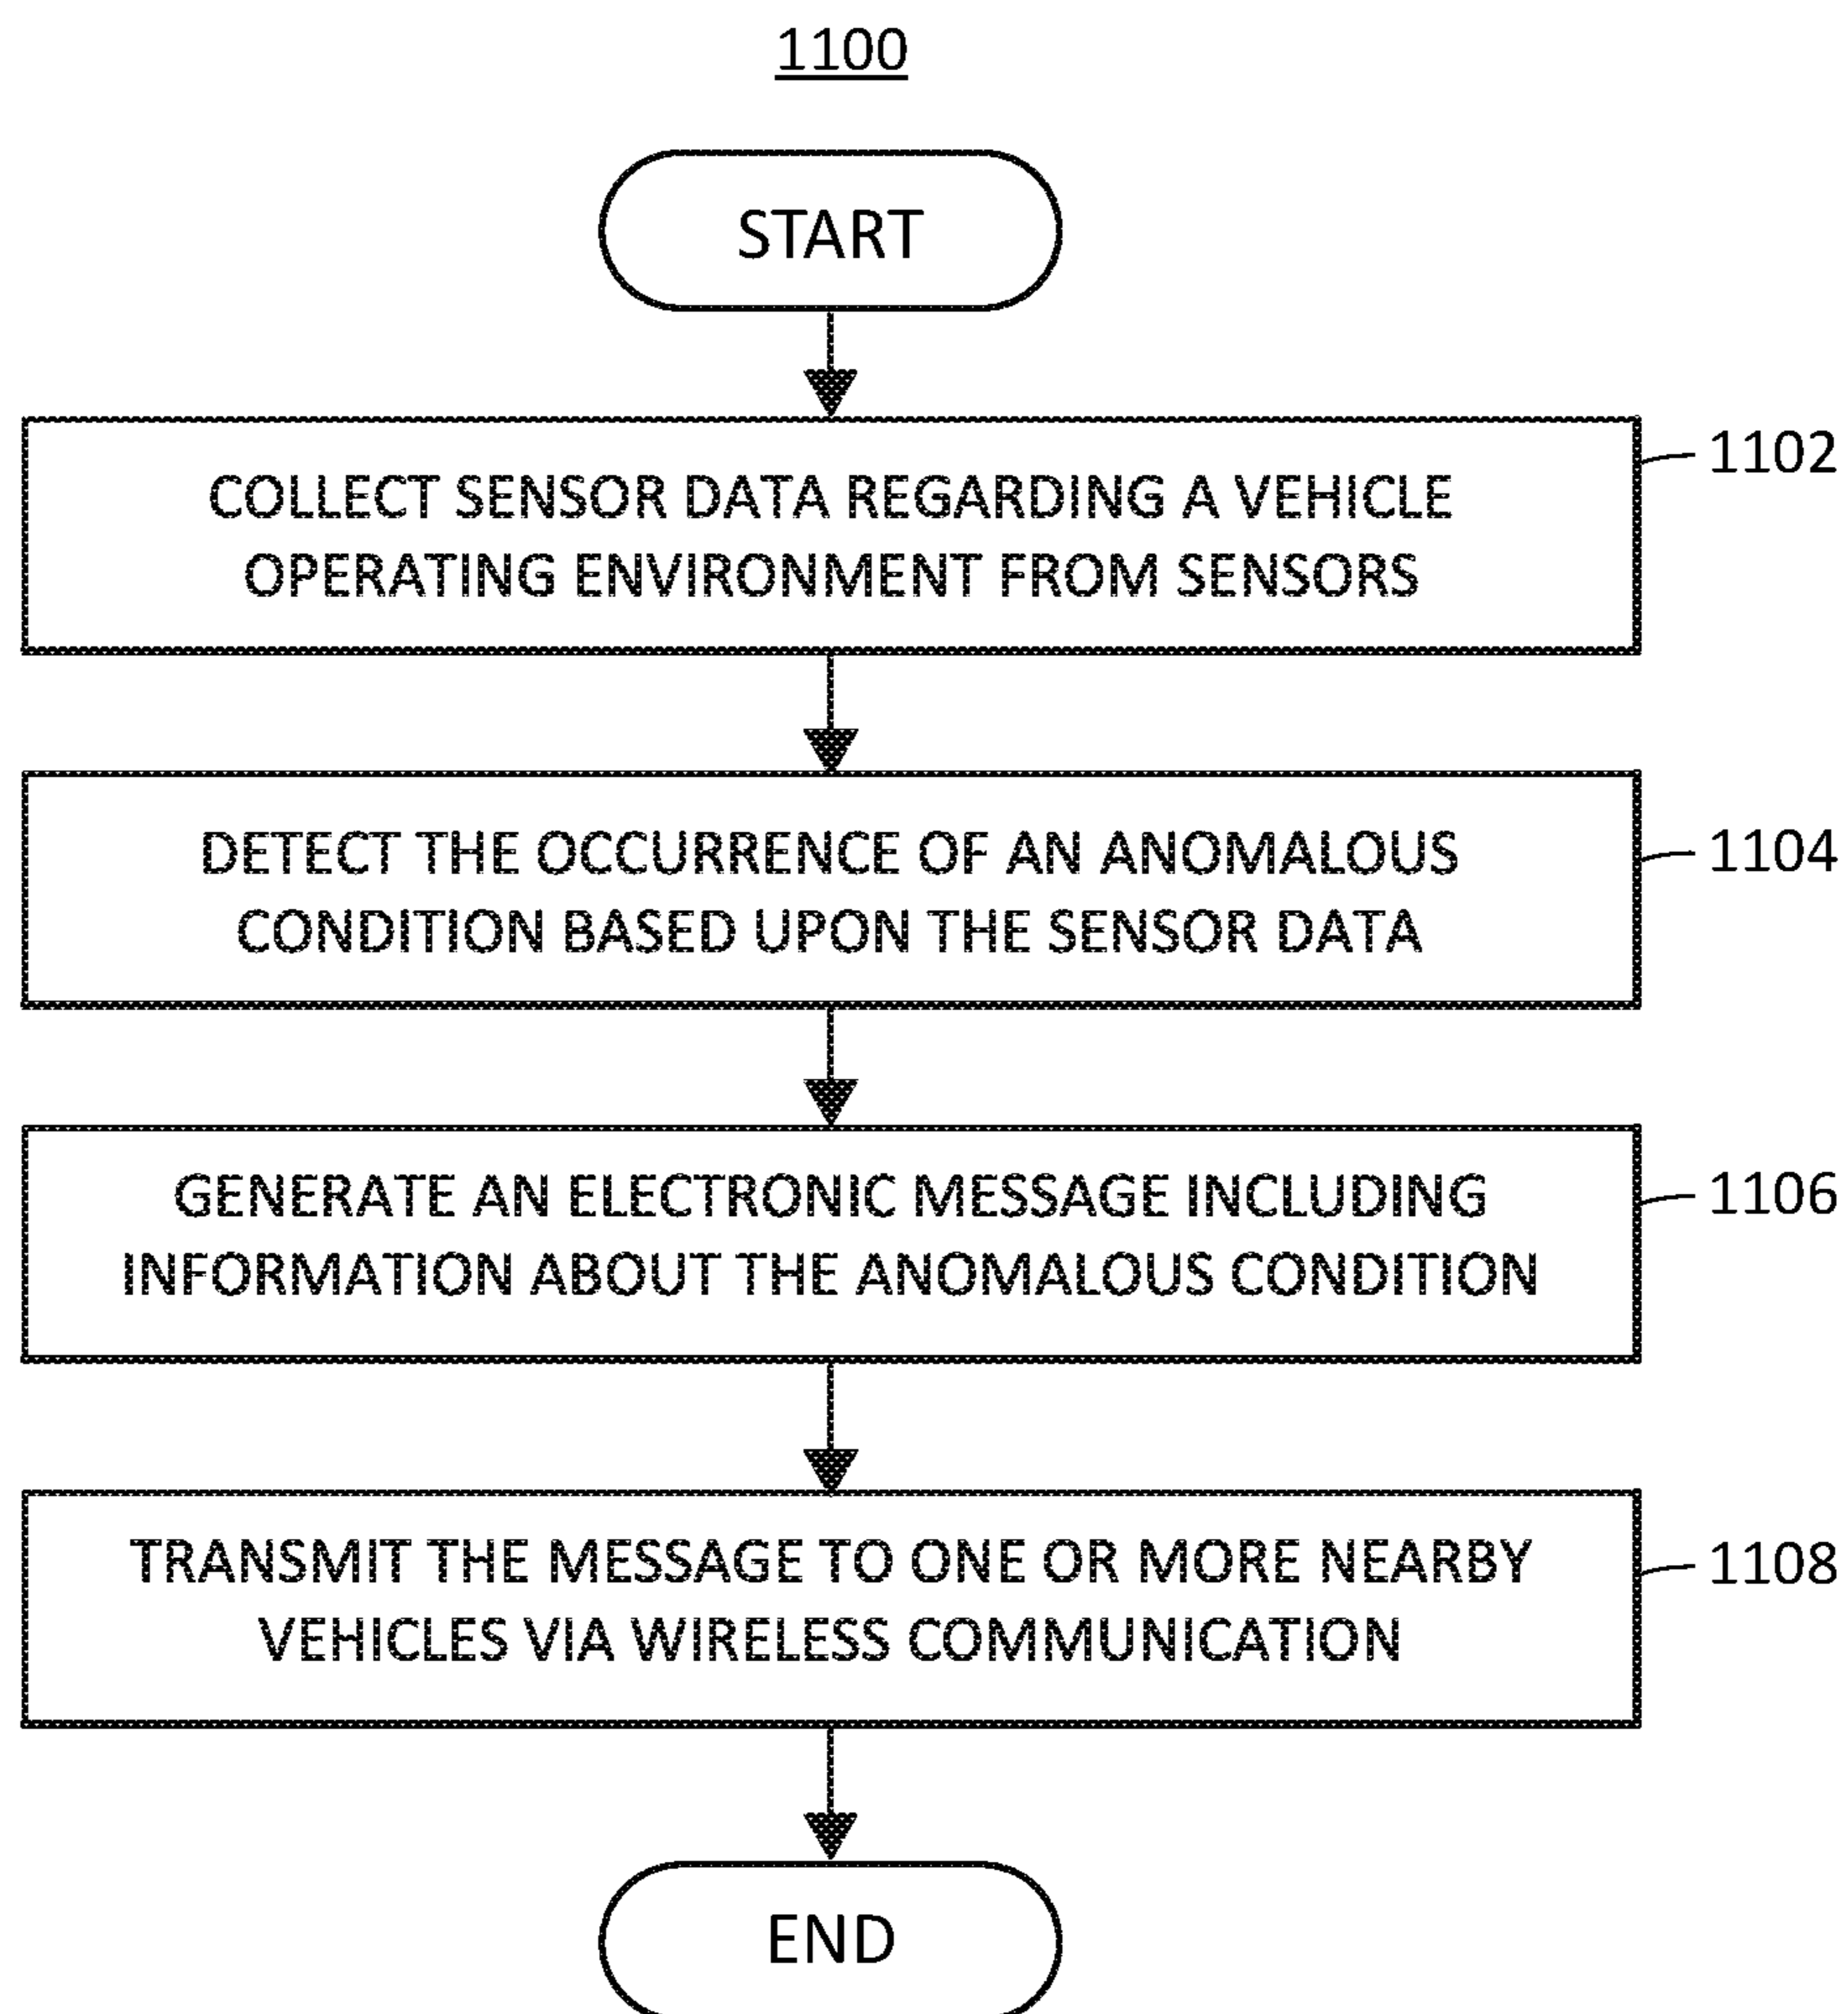 1100
START
COLLECT SENSOR DATA REGARDING A VEHICLE
OPERATING ENVIRONMENT FROM SENSORS
1102
DETECT THE OCCURRENCE OF AN ANOMALOUS
CONDITION BASED UPON THE SENSOR DATA
1104
GENERATE AN ELECTRONIC MESSAGE INCLUDING
INFORMATION ABOUT THE ANOMALOUS CONDITION
1106
TRANSMIT THE MESSAGE TO ONE OR MORE NEARBY
VEHICLES VIA WIRELESS COMMUNICATION
1108
END